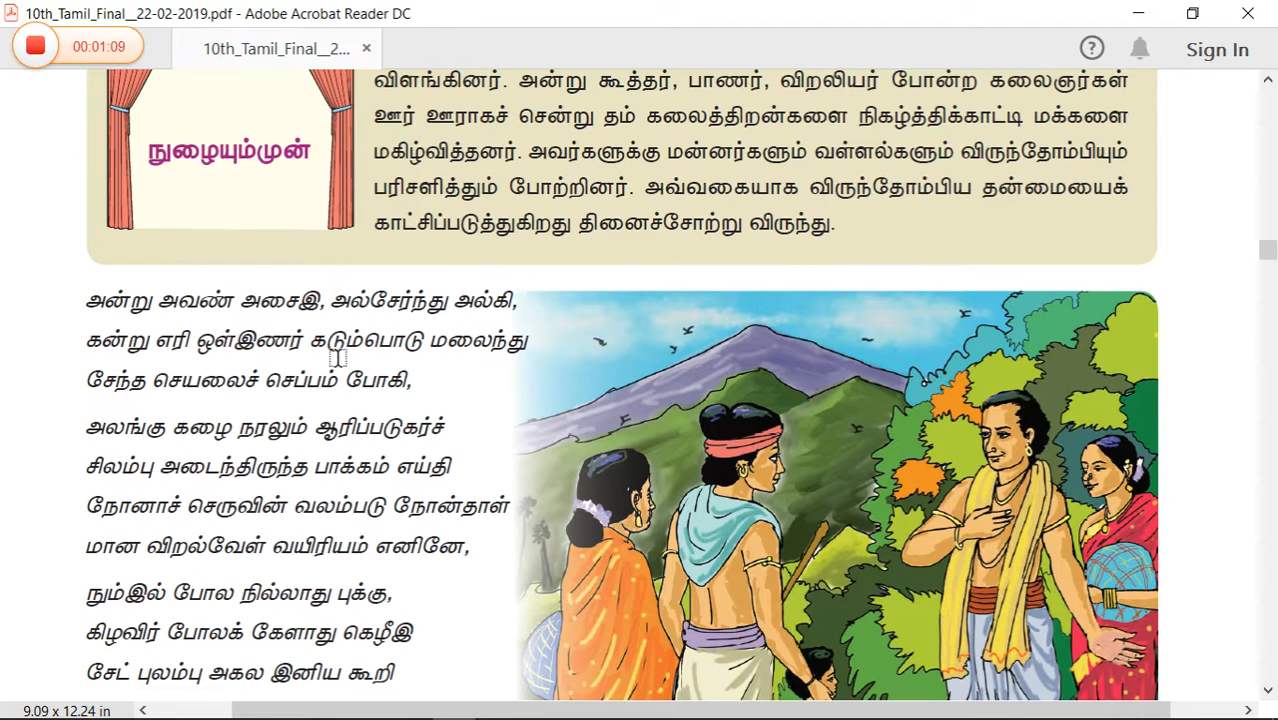 10th_Tamil_Final__22-02-2019.pdf - Adobe Acrobat Reader DC
00:01:09
10th_Tamil_Final__2...
Sign In
விளங்கினர். அன்று கூத்தர், பாணர், விறலியர் போன்ற கலைஞர்கள்
ஊர் ஊராகச் சென்று தம் கலைத்திறன்களை நிகழ்த்திக்காட்டி மக்களை
நுழையும்முன்
மகிழ்வித்தனர். அவர்களுக்கு மன்னர்களும் வள்ளல்களும் விருந்தோம்பியும்
பரிசளித்தும் போற்றினர். அவ்வகையாக விருந்தோம்பிய தன்மையைக்
காட்சிப்படுத்துகிறது தினைச்சோற்று விருந்து.
அன்று அவண் அசைஇ, அல்சேர்ந்து அல்கி,
கன்று எரி ஒள்இணர் கடும்பொடு மலைந்து
சேந்த செயலைச் செப்பம் போகி,
அலங்கு கழை நரலும் ஆரிப்படுகர்ச்
சிலம்பு அடைந்திருந்த பாக்கம் எய்தி
நோனாச் செருவின் வலம்படு நோன்தாள்
மான விறல்வேள் வயிரியம் எனினே,
நும்இல் போல நில்லாது புக்கு,
கிழவிர் போலக் கேளாது கெழீஇ
சேட் புலம்பு அகல இனிய கூறி
9.09 x 12.24 in